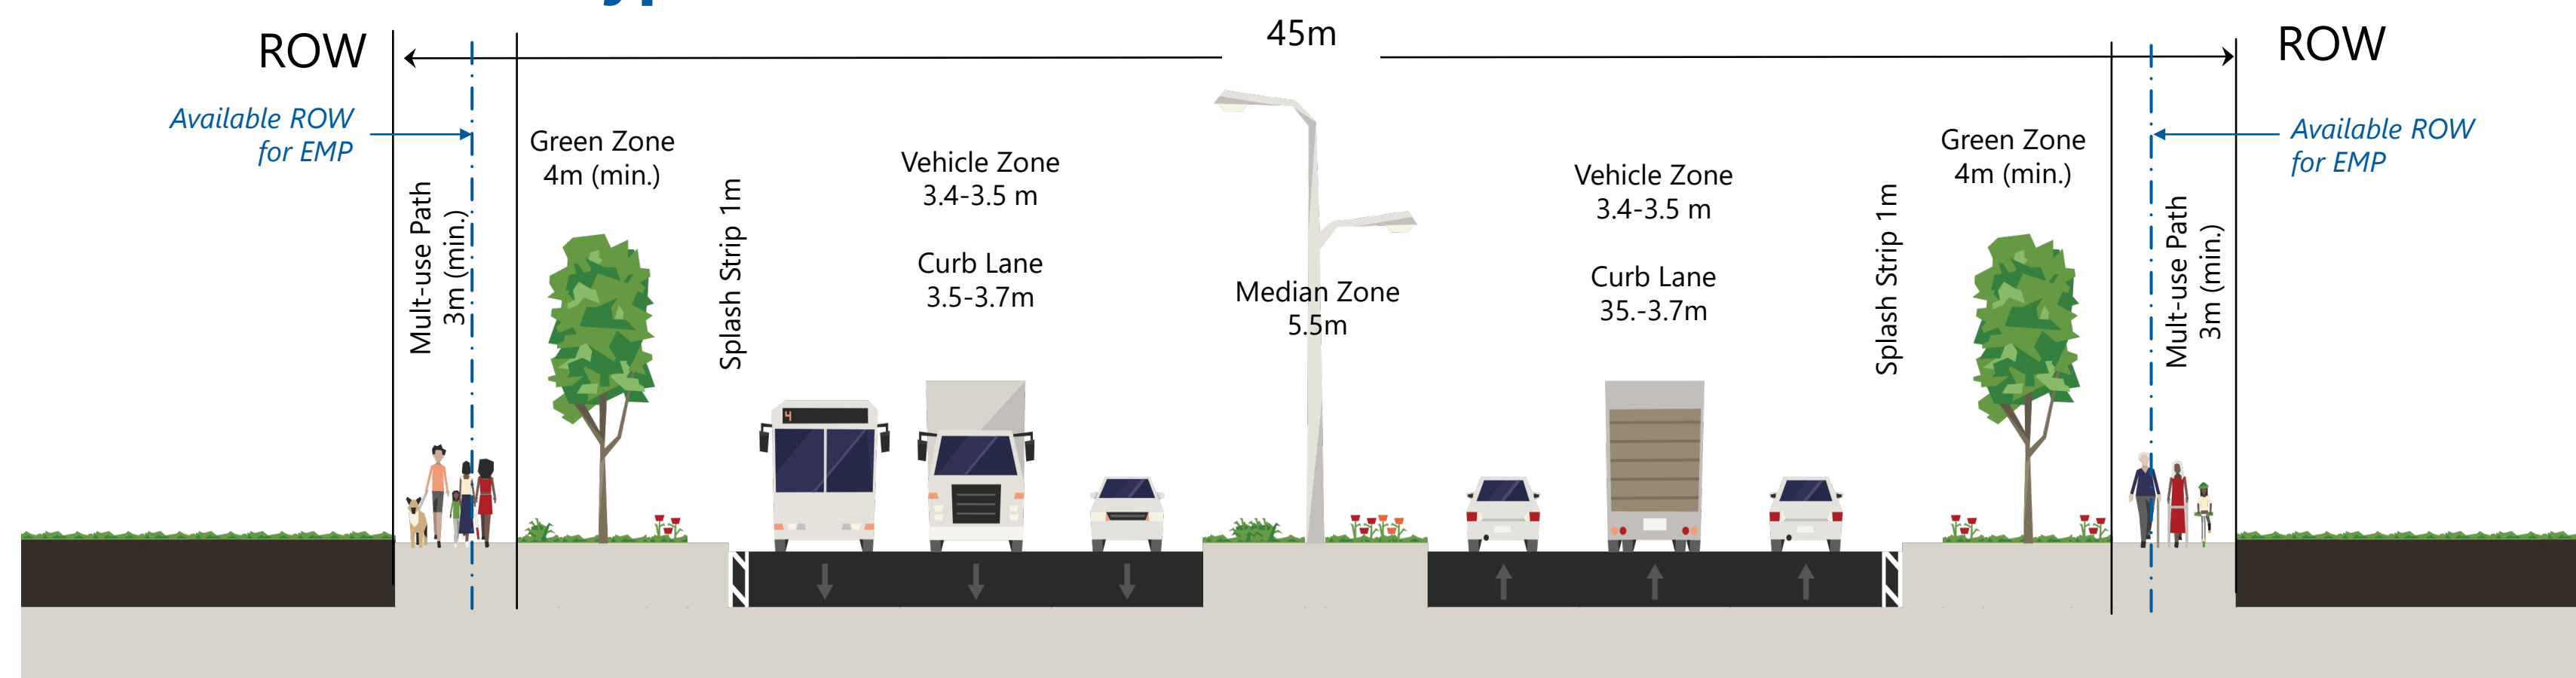 45m
ROW
ROW
Available ROW
for EMP
Available ROW
for EMP
Mult-use Path
3m (min.)
Green Zone
4m (min.)
Splash Strip 1m
Vehicle Zone
3.4-3.5 m
Curb Lane
3.5-3.7m
Median Zone
5.5m
Vehicle Zone
3.4-3.5 m
Curb Lane
35.-3.7m
Splash Strip 1m
Green Zone
4m (min.)
Mult-use Path
3m (min.)
4